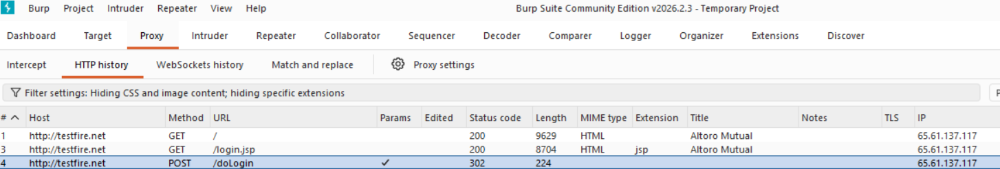 Burp Project Intruder Repeater View Help Burp Suite Community Edition v2026.2.3 - Temporary Project
Dashboard Target Proxy Intruder Repeater Collaborator Sequencer Decoder Comparer Logger Organizer Extensions Discover
Intercept HTTP history WebSockets history Match and replace Proxy settings
Filter settings: Hiding CSS and image content; hiding specific extensions
# Host Method URL Params Edited Status code Length MIME type Extension Title Notes TLS IP
1 http://testfire.net GET / 200 9629 HTML Altoro Mutual 65.61.137.117
3 http://testfire.net GET /login.jsp 200 8704 HTML jsp Altoro Mutual 65.61.137.117
4 http://testfire.net POST /doLogin ✓ 302 224 65.61.137.117